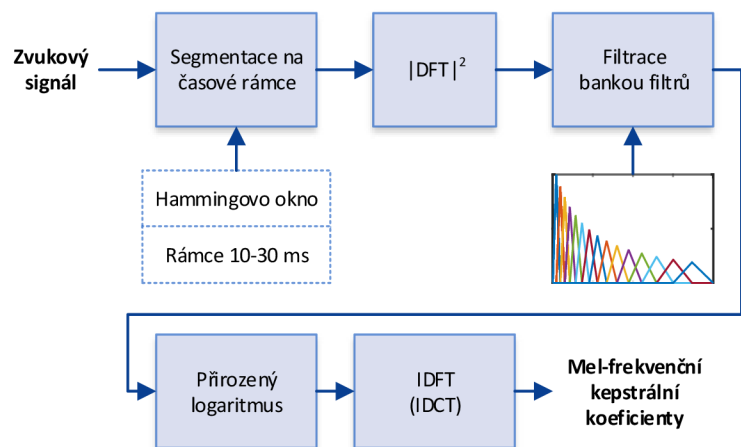 Zvukový
signál
Segmentace na
časové rámce
|DFT|²
Filtrace
bankou filtrů
Hammingovo okno
Rámce 10-30 ms
Přirozený
logaritmus
IDFT
(IDCT)
Mel-frekvenční
kepstrální
koeficienty